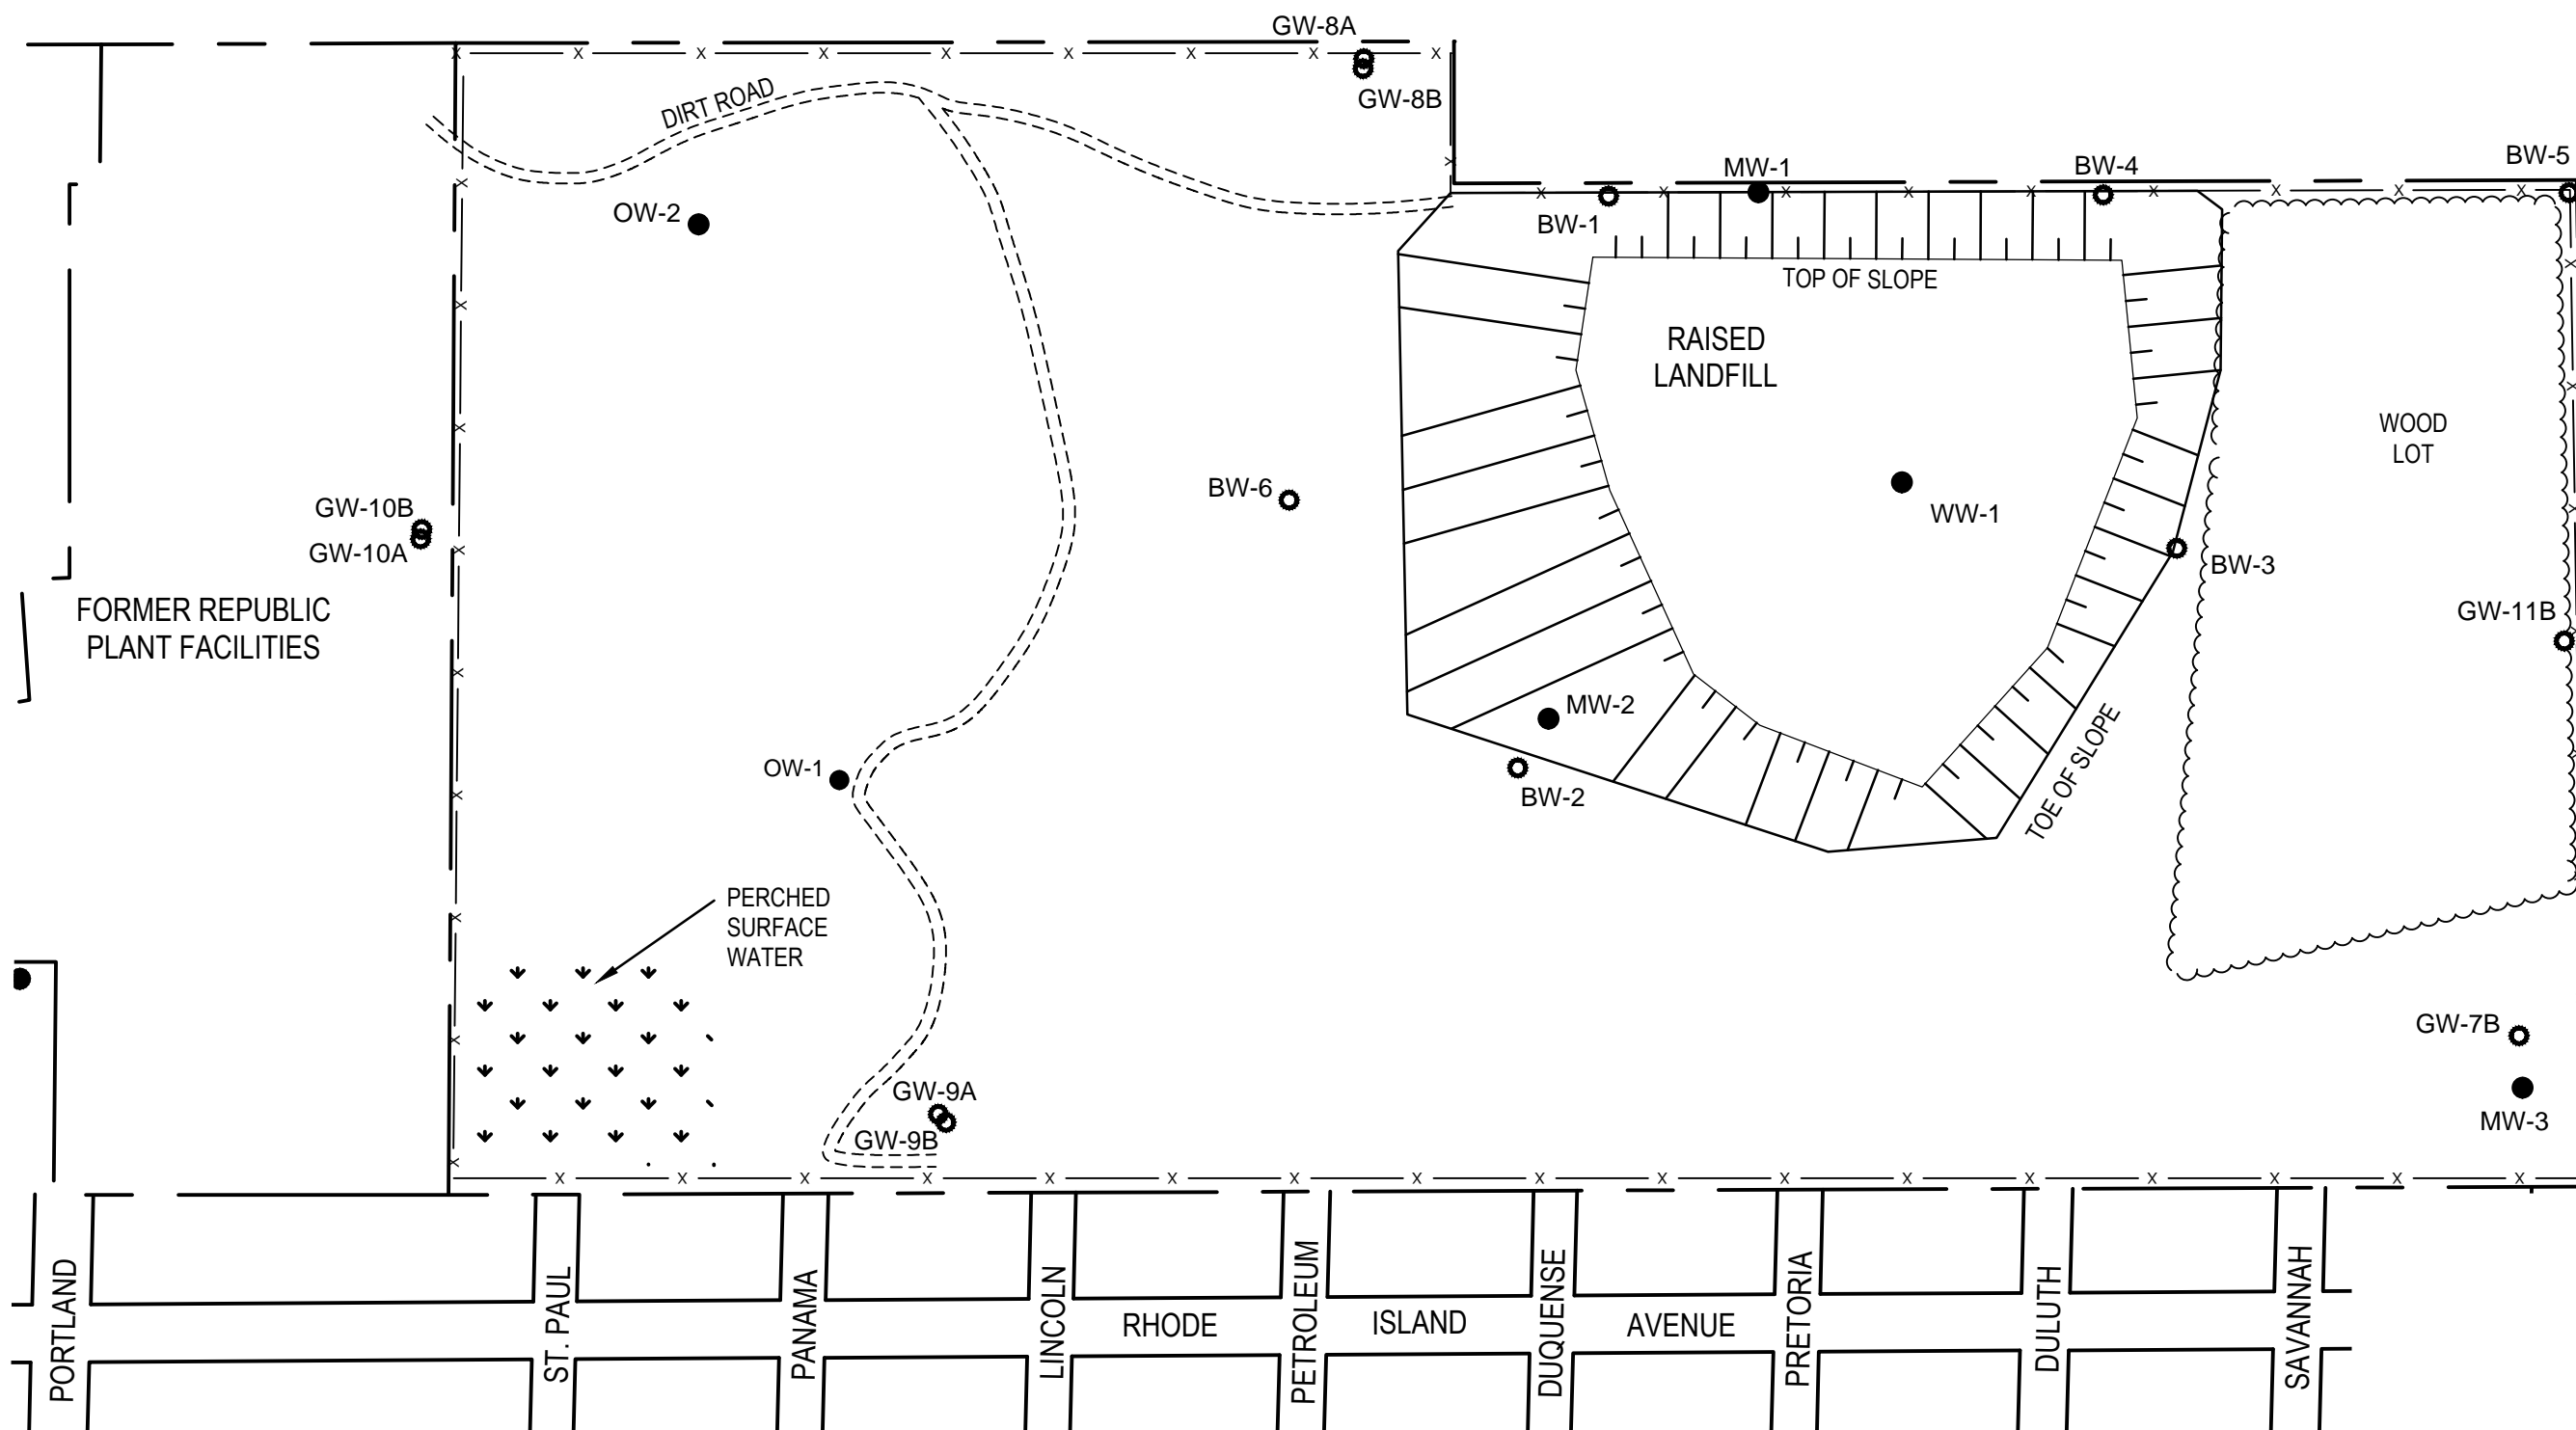 GW-8A
GW-8B
DIRT ROAD
MW-1
BW-4
BW-5
OW-2
BW-1
TOP OF SLOPE
RAISED
LANDFILL
WOOD
LOT
BW-6
WW-1
GW-10B
GW-10A
BW-3
FORMER REPUBLIC
PLANT FACILITIES
GW-11B
MW-2
OW-1
BW-2
TOE OF SLOPE
PERCHED
SURFACE
WATER
GW-7B
GW-9A
GW-9B
MW-3
PORTLAND
ST. PAUL
PANAMA
LINCOLN
RHODE
PETROLEUM
ISLAND
DUQUENSE
AVENUE
PRETORIA
DULUTH
SAVANNAH